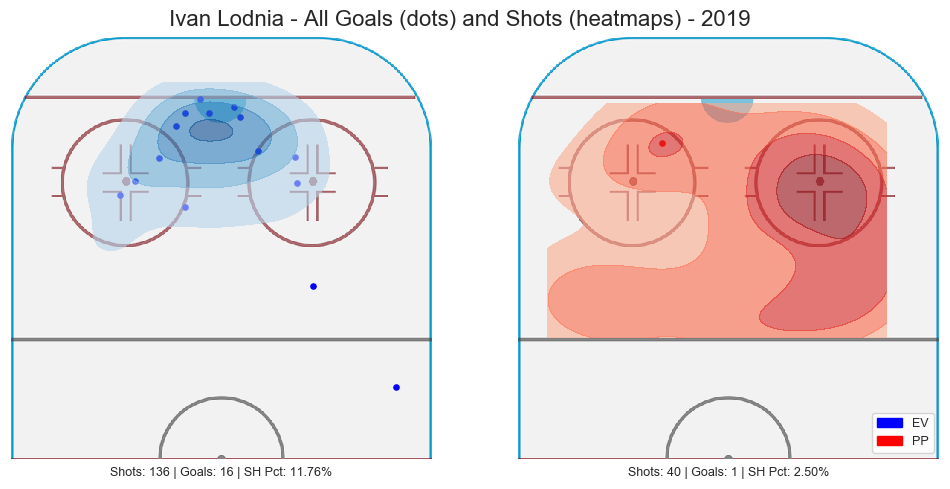 Ivan Lodnia - All Goals (dots) and Shots (heatmaps) - 2019
EV
PP
Shots: 136 | Goals: 16 | SH Pct: 11.76%
Shots: 40 | Goals: 1 | SH Pct: 2.50%